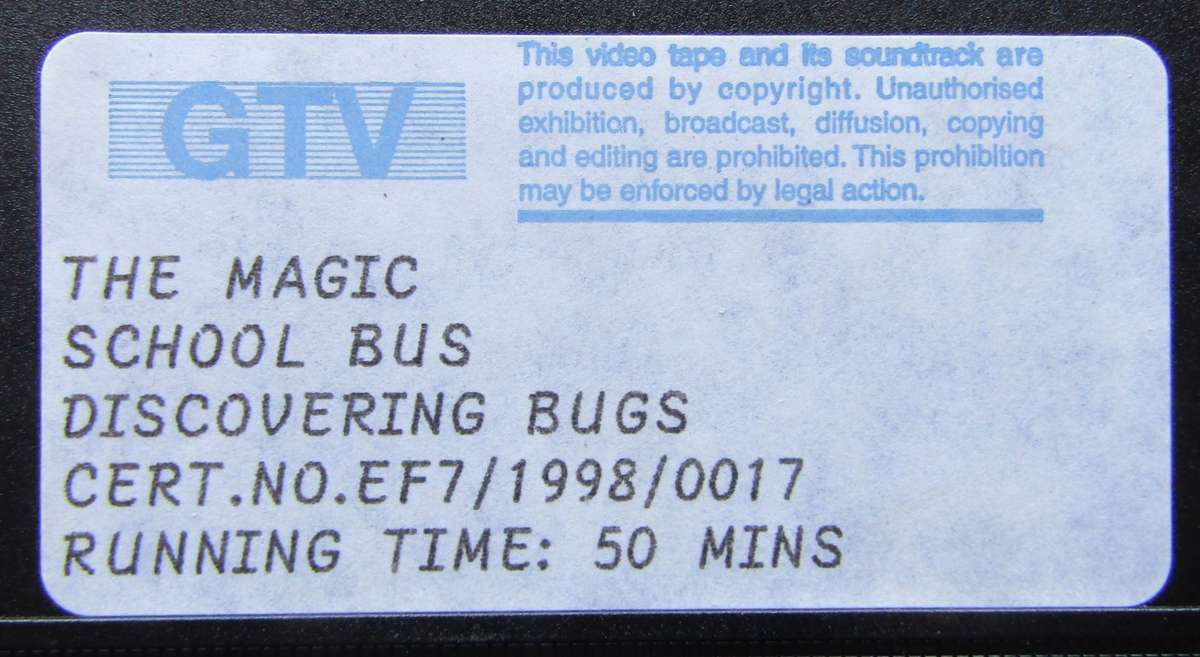 GTV
This video tape and its soundtrack are
produced by copyright. Unauthorised
exhibition, broadcast, diffusion, copying
and editing are prohibited. This prohibition
may be enforced by legal action.
THE MAGIC
SCHOOL BUS
DISCOVERING BUGS
CERT.NO.EF7/1998/0017
RUNNING TIME: 50 MINS